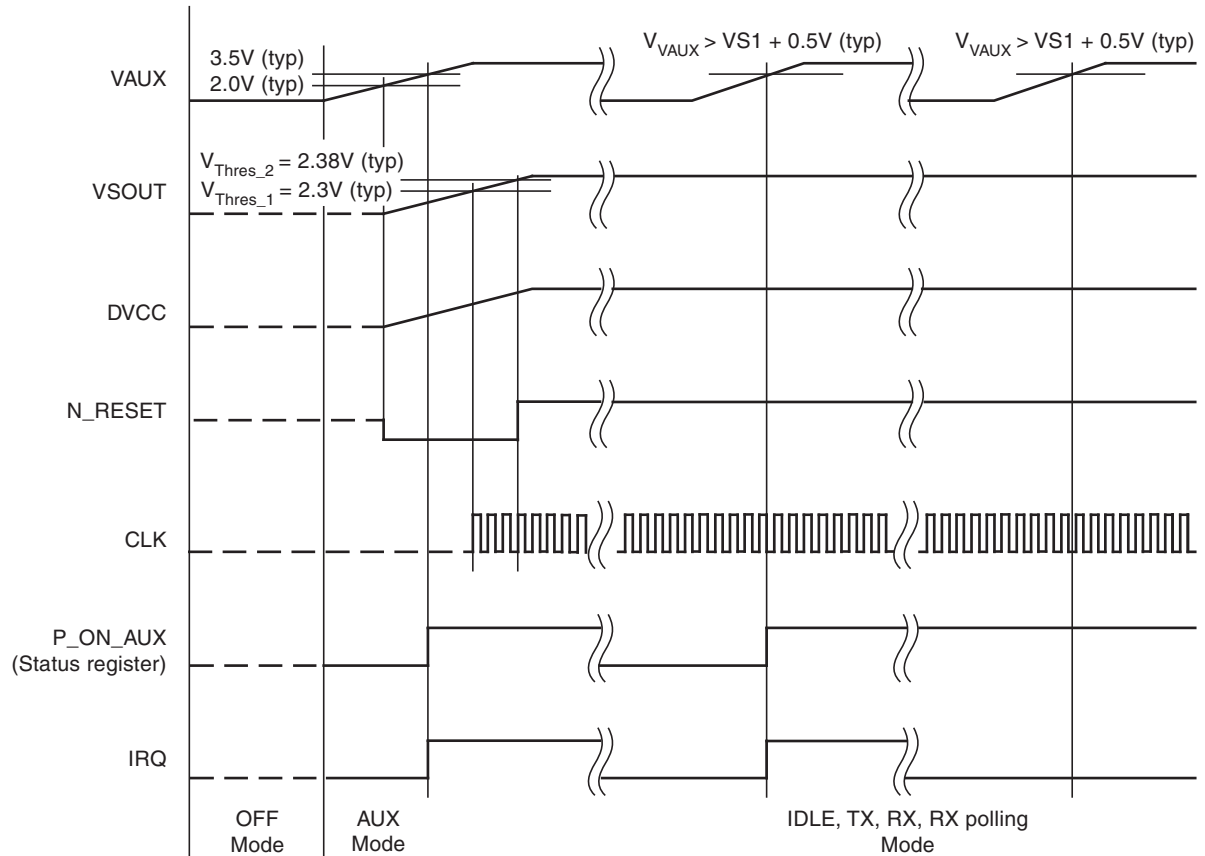 3.5V (typ)
2.0V (typ)
VAUX
V_VAUX > VS1 + 0.5V (typ)
V_VAUX > VS1 + 0.5V (typ)
V_Thres_2 = 2.38V (typ)
V_Thres_1 = 2.3V (typ)
VSOUT
DVCC
N_RESET
CLK
P_ON_AUX
(Status register)
IRQ
OFF
Mode
AUX
Mode
IDLE, TX, RX, RX polling
Mode